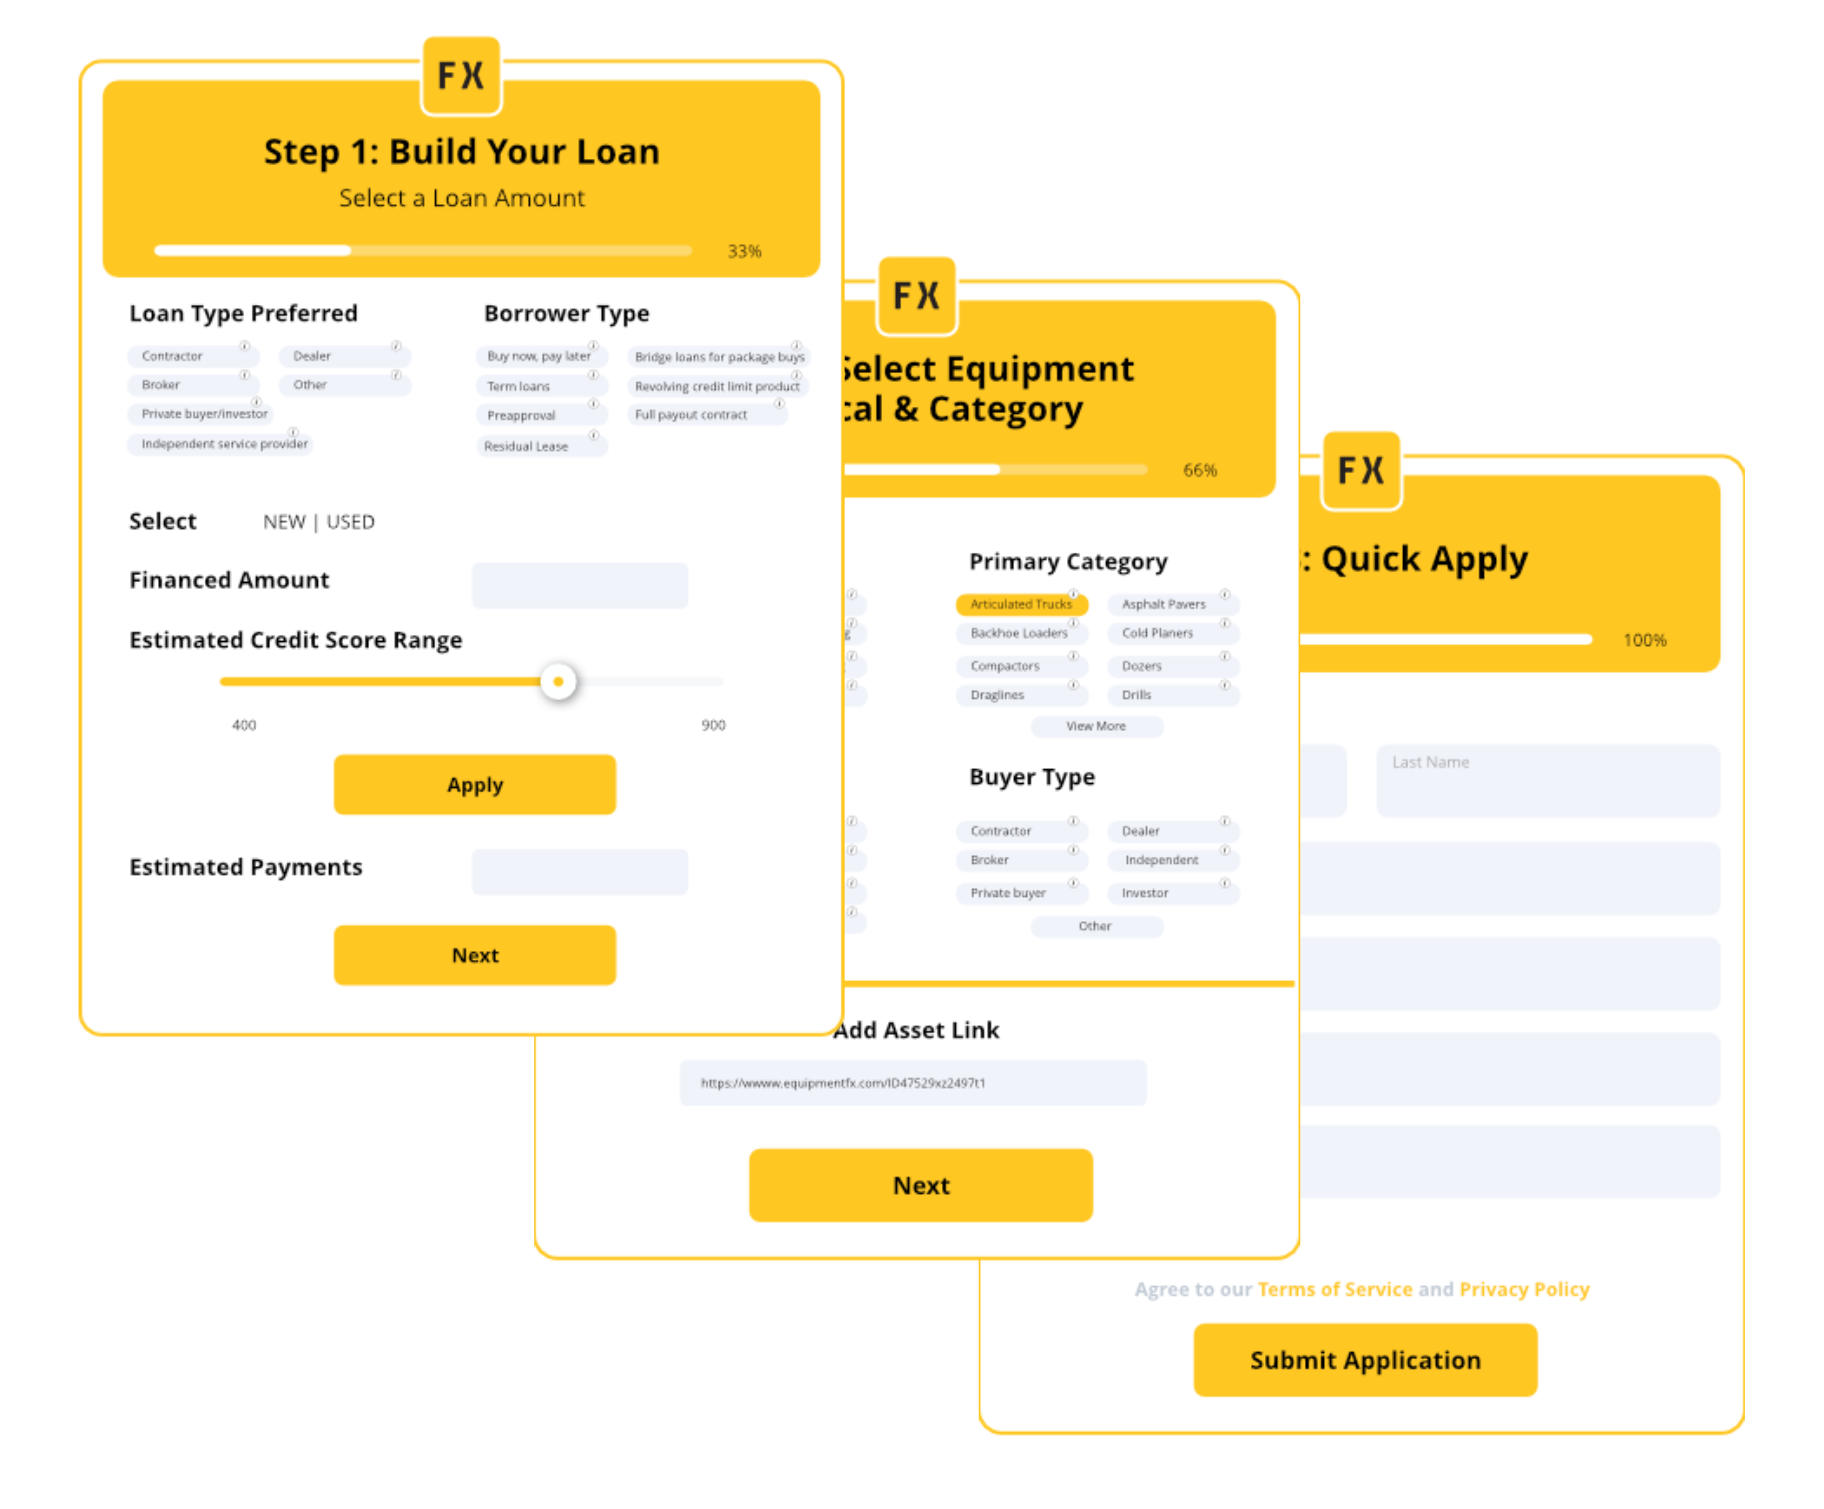 FX
Step 1: Build Your Loan
Select a Loan Amount
33%
Loan Type Preferred
Contractor
Dealer
Broker
Other
Private buyer/investor
Independent service provider
Borrower Type
Buy now, pay later
Bridge loans for package buys
Term loans
Revolving credit limit product
Preapproval
Full payout contract
Residual Lease
Select
NEW | USED
Financed Amount
Estimated Credit Score Range
400
900
Apply
Estimated Payments
Next
FX
Select Equipment
cal & Category
66%
Primary Category
Articulated Trucks
Asphalt Pavers
Backhoe Loaders
Cold Planers
Compactors
Dozers
Draglines
Drills
View More
Buyer Type
Contractor
Dealer
Broker
Independent
Private buyer
Investor
Other
Add Asset Link
https://wwww.equipmentfx.com/ID47529xz2497t1
Next
FX
: Quick Apply
100%
Last Name
Agree to our Terms of Service and Privacy Policy
Submit Application